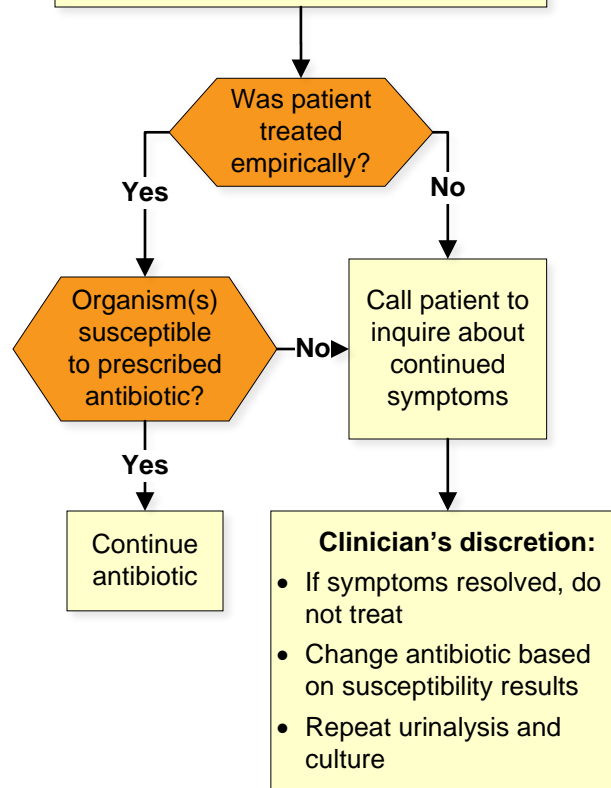 Was patient
treated
empirically?
Yes
No
Organism(s)
susceptible
to prescribed
antibiotic?
No
Call patient to
inquire about
continued
symptoms
Yes
Continue
antibiotic
Clinician’s discretion:
• If symptoms resolved, do
not treat
• Change antibiotic based
on susceptibility results
• Repeat urinalysis and
culture